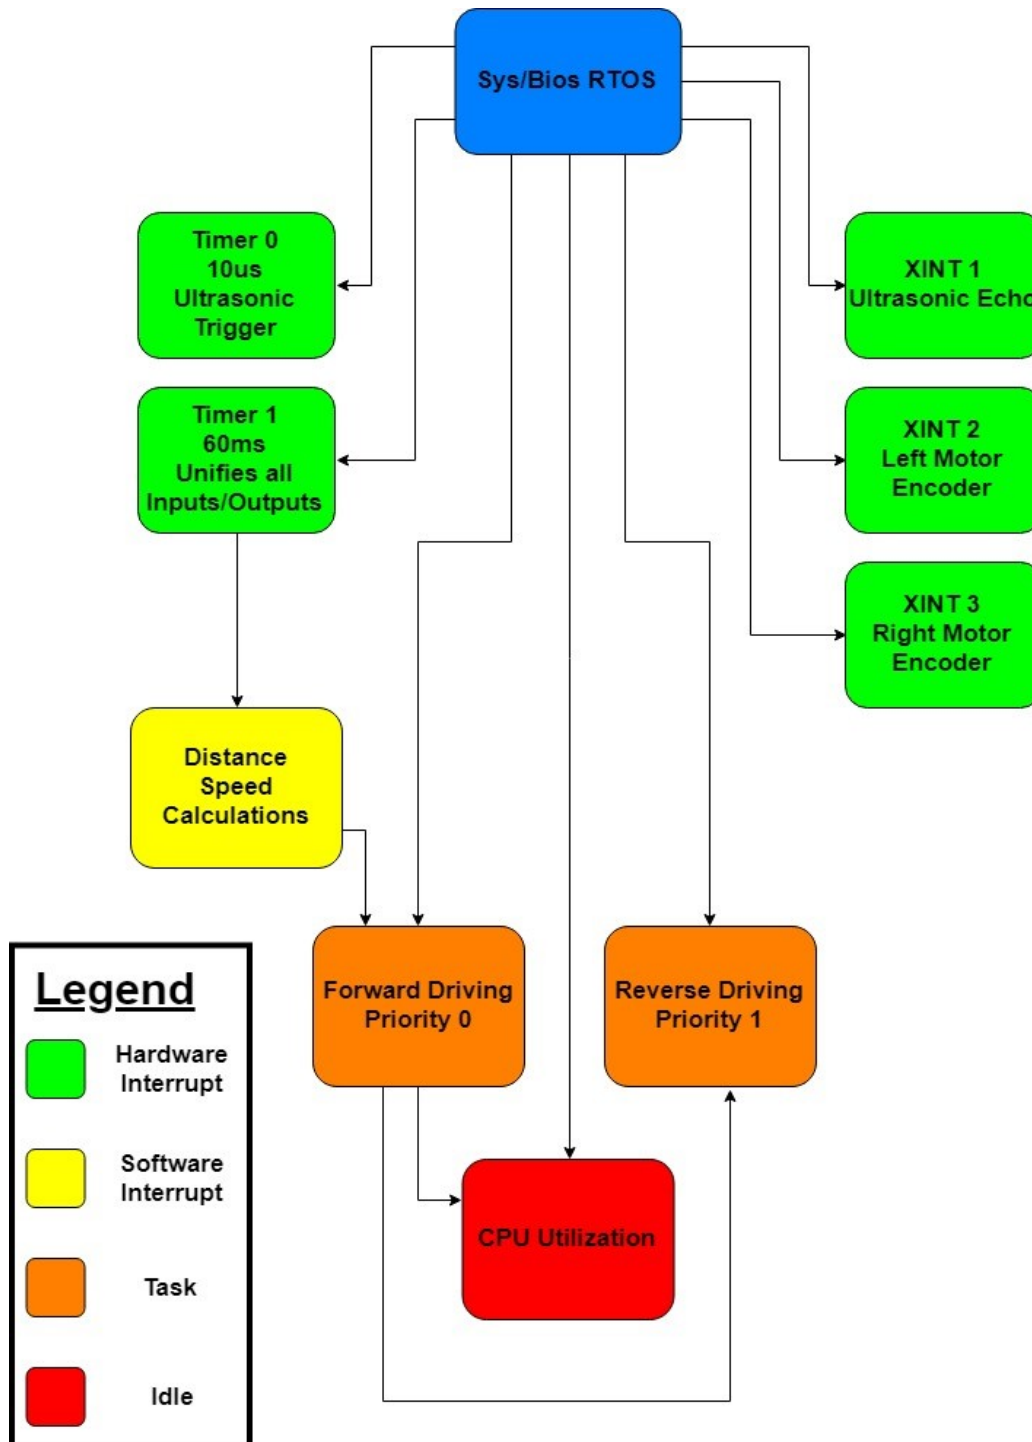 Sys/Bios RTOS
Timer 0
10us
Ultrasonic
Trigger
XINT 1
Ultrasonic Echo
Timer 1
60ms
Unifies all
Inputs/Outputs
XINT 2
Left Motor
Encoder
XINT 3
Right Motor
Encoder
Distance
Speed
Calculations
Forward Driving
Priority 0
Reverse Driving
Priority 1
CPU Utilization
Legend
Hardware
Interrupt
Software
Interrupt
Task
Idle